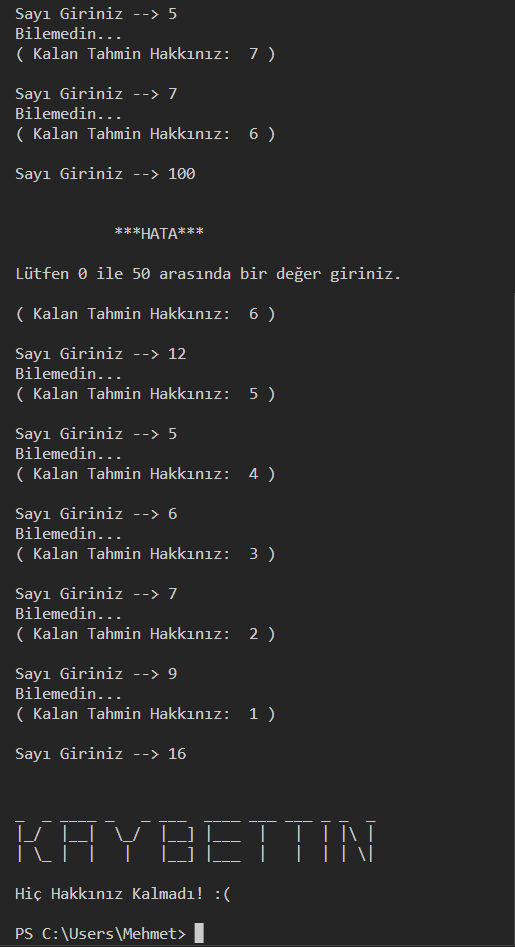 Sayı Giriniz --> 5
Bilemedin...
( Kalan Tahmin Hakkınız:  7 )
Sayı Giriniz --> 7
Bilemedin...
( Kalan Tahmin Hakkınız:  6 )
Sayı Giriniz --> 100
***HATA***
Lütfen 0 ile 50 arasında bir değer giriniz.
( Kalan Tahmin Hakkınız:  6 )
Sayı Giriniz --> 12
Bilemedin...
( Kalan Tahmin Hakkınız:  5 )
Sayı Giriniz --> 5
Bilemedin...
( Kalan Tahmin Hakkınız:  4 )
Sayı Giriniz --> 6
Bilemedin...
( Kalan Tahmin Hakkınız:  3 )
Sayı Giriniz --> 7
Bilemedin...
( Kalan Tahmin Hakkınız:  2 )
Sayı Giriniz --> 9
Bilemedin...
( Kalan Tahmin Hakkınız:  1 )
Sayı Giriniz --> 16
KAYBETTIN
Hiç Hakkınız Kalmadı! :(
PS C:\Users\Mehmet>